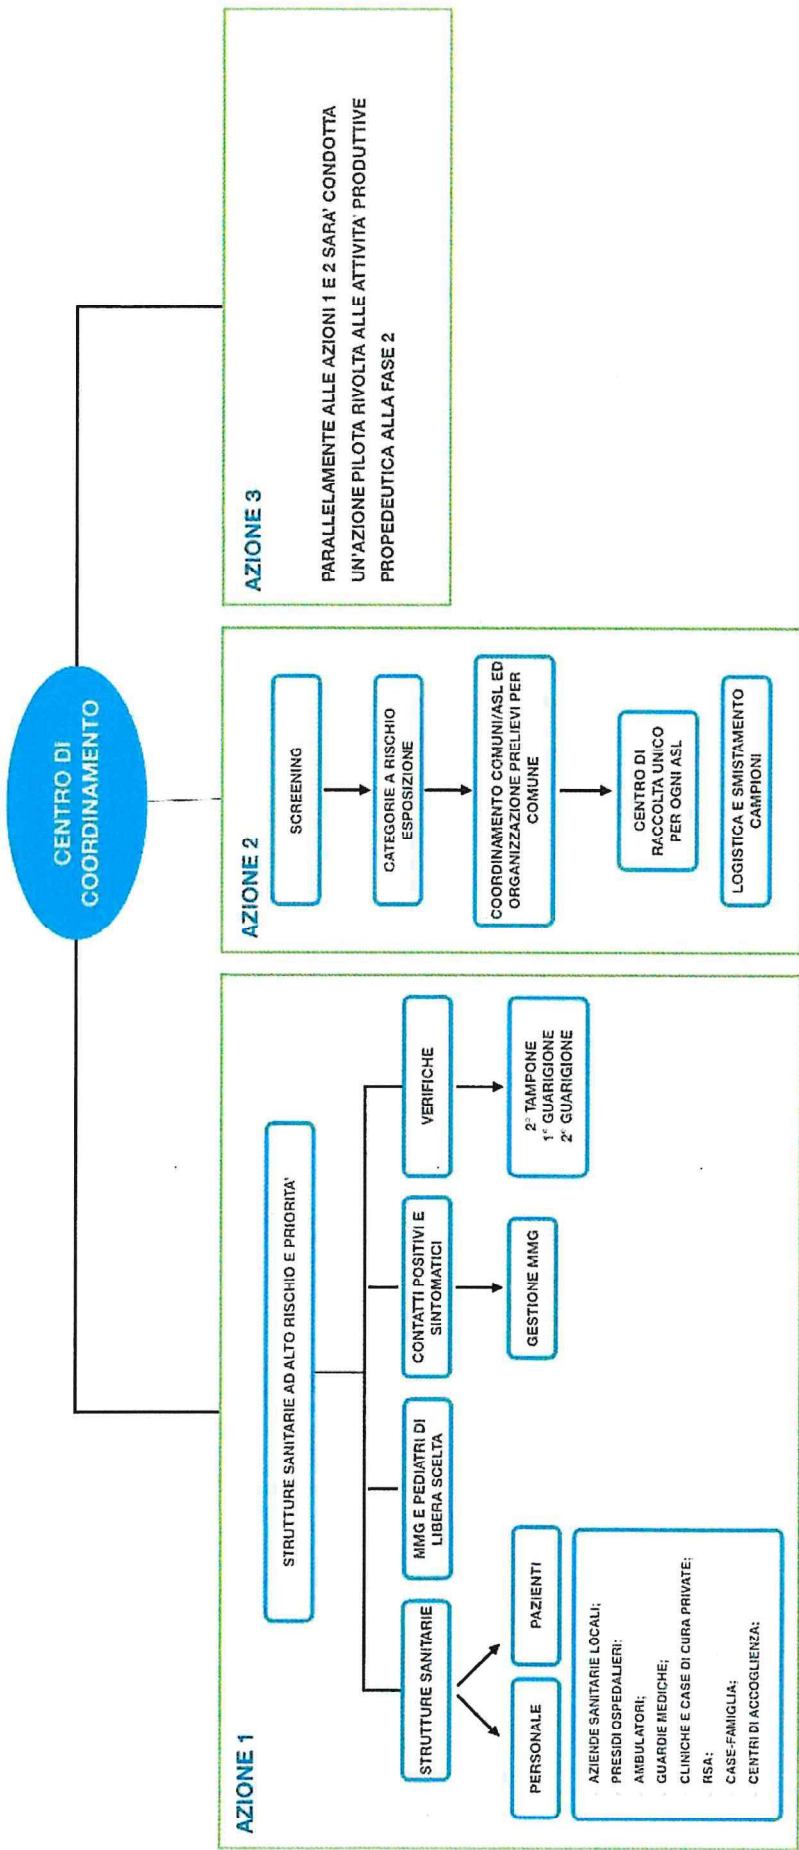 CENTRO DI
COORDINAMENTO
AZIONE 1
STRUTTURE SANITARIE AD ALTO RISCHIO E PRIORITA'
STRUTTURE SANITARIE
MMG E PEDIATRI DI
LIBERA SCELTA
CONTATTI POSITIVI E
SINTOMATICI
VERIFICHE
PERSONALE
PAZIENTI
GESTIONE MMG
2° TAMPONE
1° GUARIGIONE
2° GUARIGIONE
AZIENDE SANITARIE LOCALI;
PRESIDI OSPEDALIERI;
AMBULATORI;
GUARDIE MEDICHE;
CLINICHE E CASE DI CURA PRIVATE;
RSA;
CASE-FAMIGLIA;
CENTRI DI ACCOGLIENZA;
AZIONE 2
SCREENING
CATEGORIE A RISCHIO
ESPOSIZIONE
COORDINAMENTO COMUNI/ASL ED
ORGANIZZAZIONE PRELIEVI PER
COMUNE
CENTRO DI
RACCOLTA UNICO
PER OGNI ASL
LOGISTICA E SMISTAMENTO
CAMPIONI
AZIONE 3
PARALLELAMENTE ALLE AZIONI 1 E 2 SARA' CONDOTTA
UN'AZIONE PILOTA RIVOLTA ALLE ATTIVITA' PRODUTTIVE
PROPEDEUTICA ALLA FASE 2